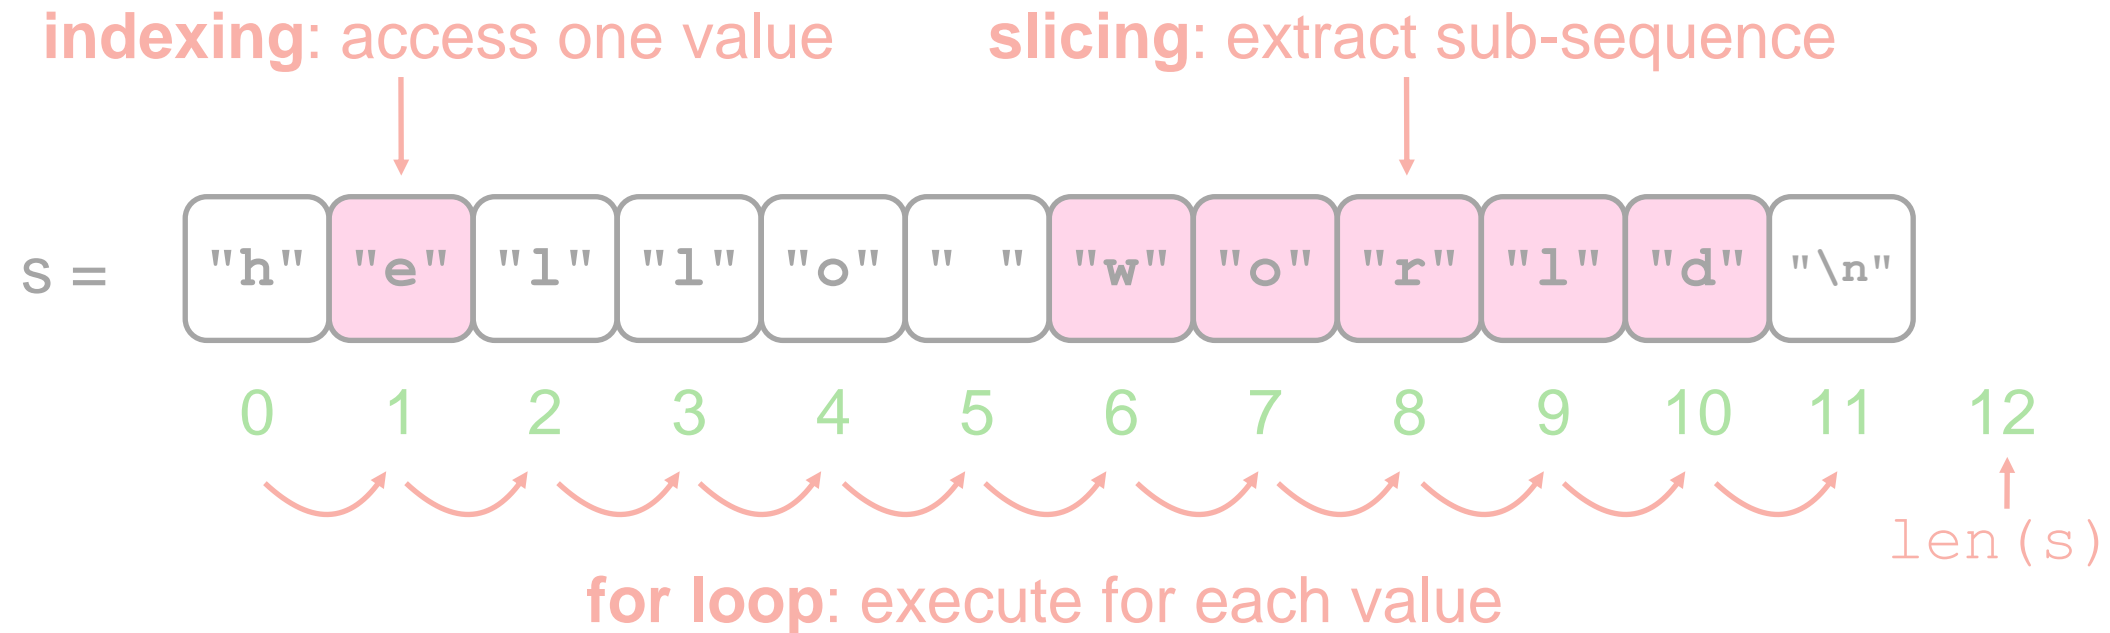 indexing: access one value slicing: extract sub-sequence
s = "h" "e" "l" "l" "o" " " "w" "o" "r" "l" "d" "\n"
0 1 2 3 4 5 6 7 8 9 10 11 12
len(s)
for loop: execute for each value